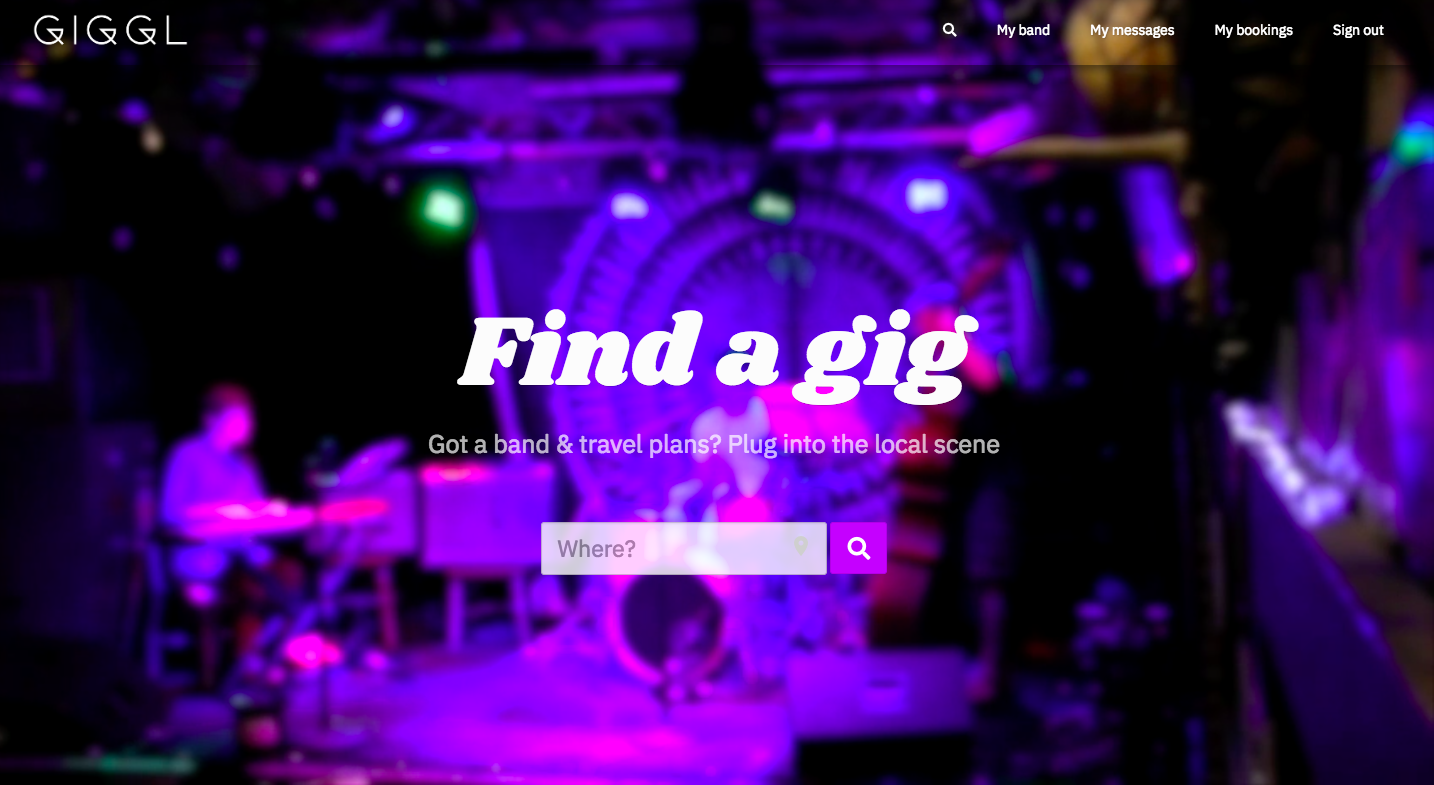 GIGGL
My band
My messages
My bookings
Sign out
Find a gig
Got a band & travel plans? Plug into the local scene
Where?